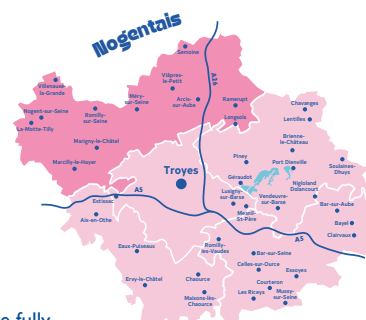 Nogentais
Semoine
A26
Villenauxe-
la-Grande
Viâpres-
le-Petit
Nogent-sur-Seine
Romilly-
sur-Seine
Méry-
sur-Seine
Arcis-
sur-Aube
Ramerupt
Chavanges
La-Motte-Tilly
Longsols
Lentilles
Marigny-le-Châtel
Brienne-
le-Château
Marcilly-le-Hayer
Troyes
Piney
Port Dienville
Soulaines-
Dhuys
Géraudot
Nigloland
Dolancourt
Lusigny-
sur-Barse
Vendeuvre-
sur-Barse
Bar-sur-Aube
Mesnil-
St-Père
A5
Estissac
Aix-en-Othe
Bayel
Clairvaux
A5
Eaux-Puiseaux
Romilly-
les-Vaudes
Bar-sur-Seine
Celles-sur-Ource
Essoyes
Ervy-le-Châtel
Chaource
Courteron
Les Riceys
Mussy-
sur-Seine
Maisons-lès-
Chaource
fully